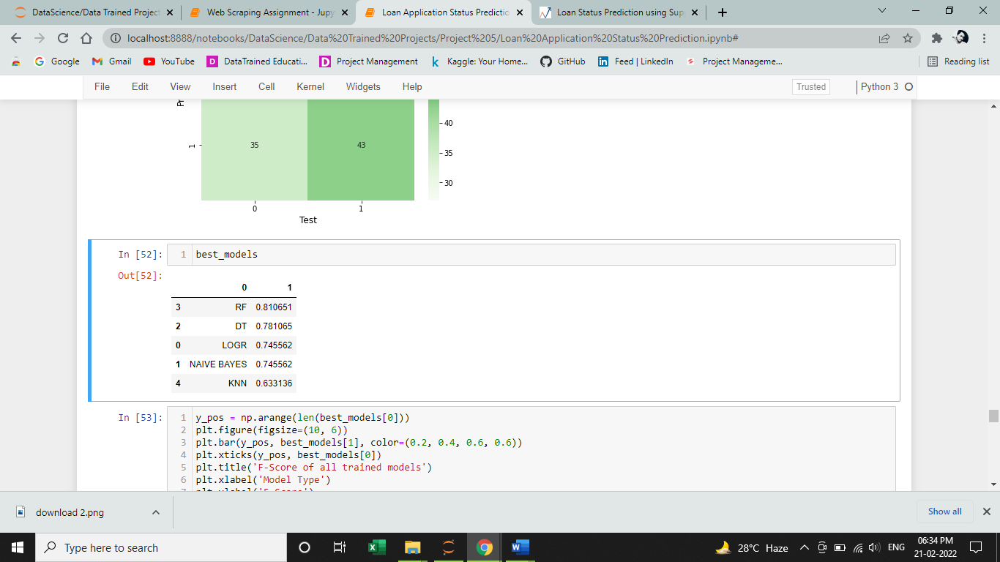 DataScience/Data Trained Project
Web Scraping Assignment - Jupy
Loan Application Status Predictio
Loan Status Prediction using Sup
localhost:8888/notebooks/DataScience/Data%20Trained%20Projects/Project%205/Loan%20Application%20Status%20Prediction.ipynb#
Google Gmail YouTube DataTrained Educati... Project Management Kaggle: Your Home... GitHub Feed | LinkedIn Project Manageme... Reading list
File Edit View Insert Cell Kernel Widgets Help Trusted Python 3
40
1 35 43 35
30
0 1
Test
In [52]: 1 best_models
Out[52]:
0 1
3 RF 0.810651
2 DT 0.781065
0 LOGR 0.745562
1 NAIVE BAYES 0.745562
4 KNN 0.633136
In [53]: 1 y_pos = np.arange(len(best_models[0]))
2 plt.figure(figsize=(10, 6))
3 plt.bar(y_pos, best_models[1], color=(0.2, 0.4, 0.6, 0.6))
4 plt.xticks(y_pos, best_models[0])
5 plt.title('F-Score of all trained models')
6 plt.xlabel('Model Type')
download 2.png Show all
Type here to search
28°C Haze ENG 06:34 PM
21-02-2022